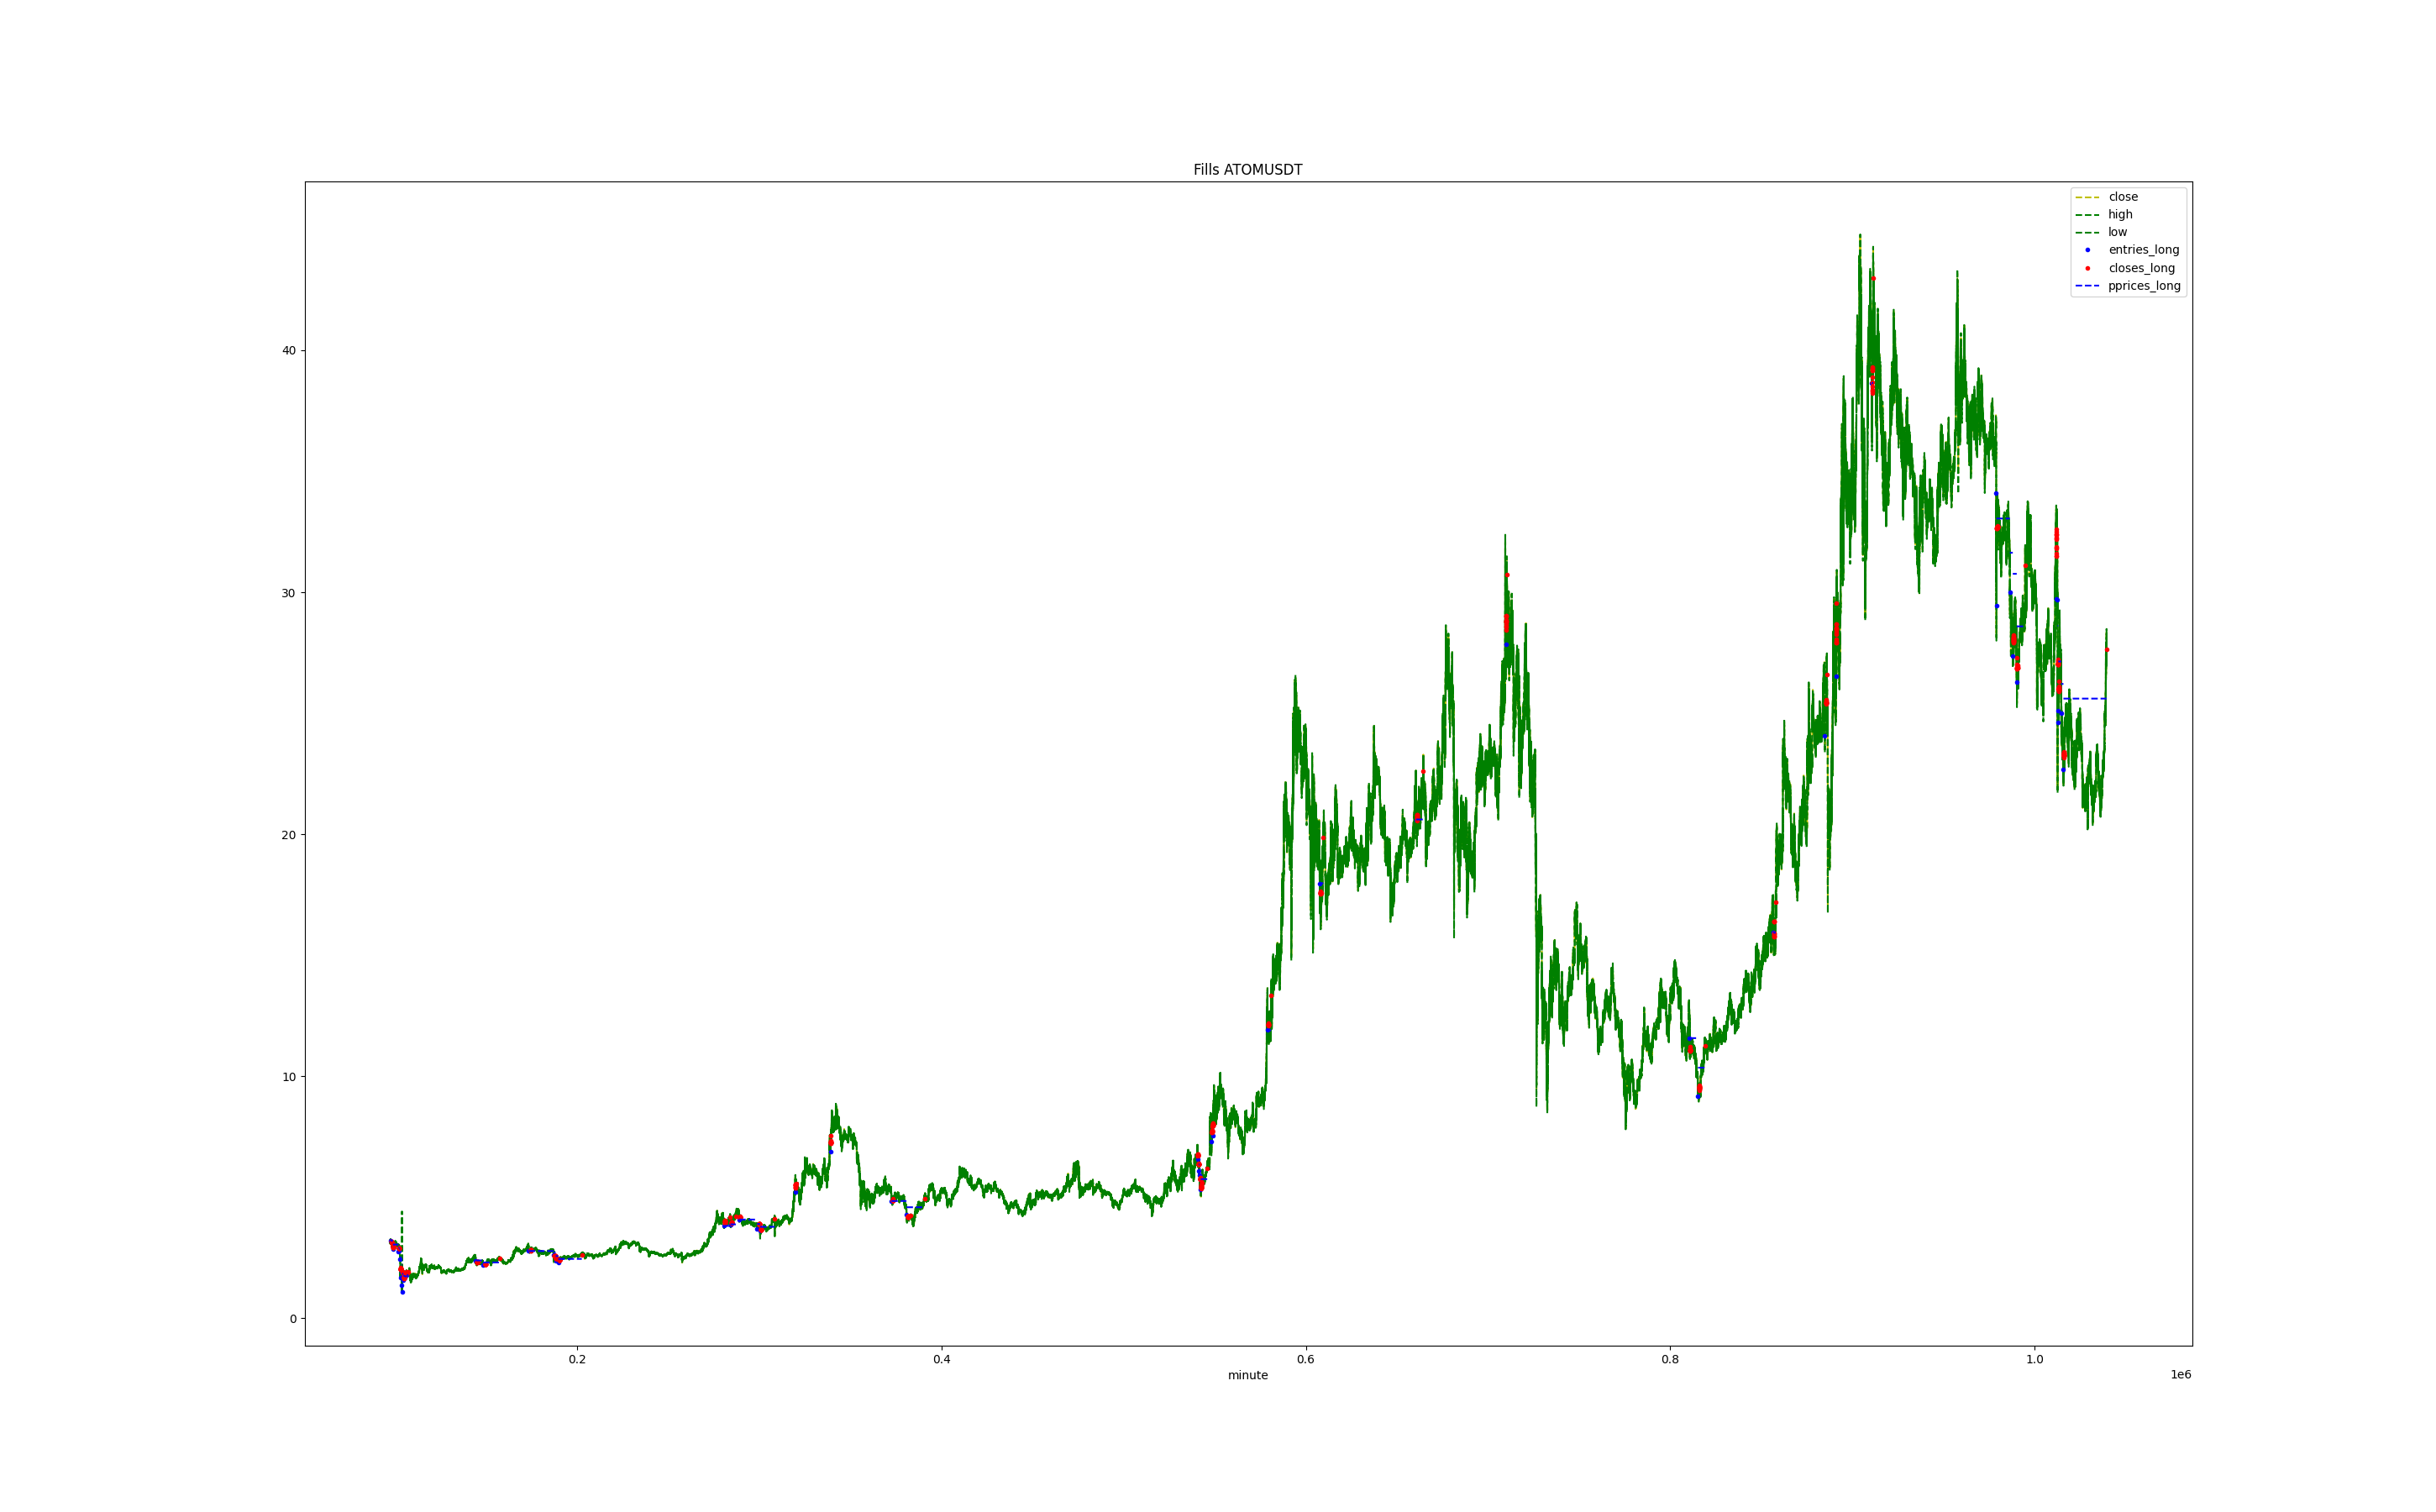 Fills ATOMUSDT
close
high
low
entries_long
closes_long
pprices_long
40
30
20
10
0
0.2 0.4 0.6 0.8 1.0
minute 1e6